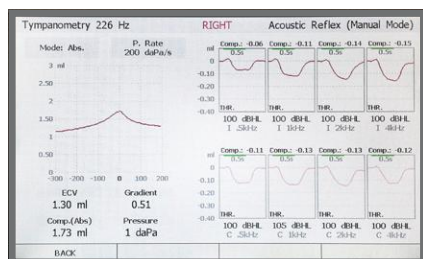 Tympanometry 226 Hz RIGHT Acoustic Reflex (Manual Mode)
Mode: Abs. P. Rate
200 daPa/s
3 ml
2.50
2
1.50
1
0.50
0
-300 -200 -100 0 100 200
ECV Gradient
1.30 ml 0.51
Comp.(Abs) Pressure
1.73 ml 1 daPa
ml Comp.: -0.06 Comp.: -0.11 Comp.: -0.14 Comp.: -0.15
0.5s 0.5s 0.5s 0.5s
0
-0.10
-0.20
-0.30
-0.40 THR. THR. THR. THR.
100 dBHL 100 dBHL 100 dBHL 100 dBHL
I .5kHz I 1kHz I 2kHz I 4kHz
ml Comp.: -0.11 Comp.: -0.13 Comp.: -0.13 Comp.: -0.12
0.5s 0.5s 0.5s 0.5s
0
-0.10
-0.20
-0.30
-0.40 THR. THR. THR. THR.
100 dBHL 105 dBHL 100 dBHL 100 dBHL
C .5kHz C 1kHz C 2kHz C 4kHz
BACK